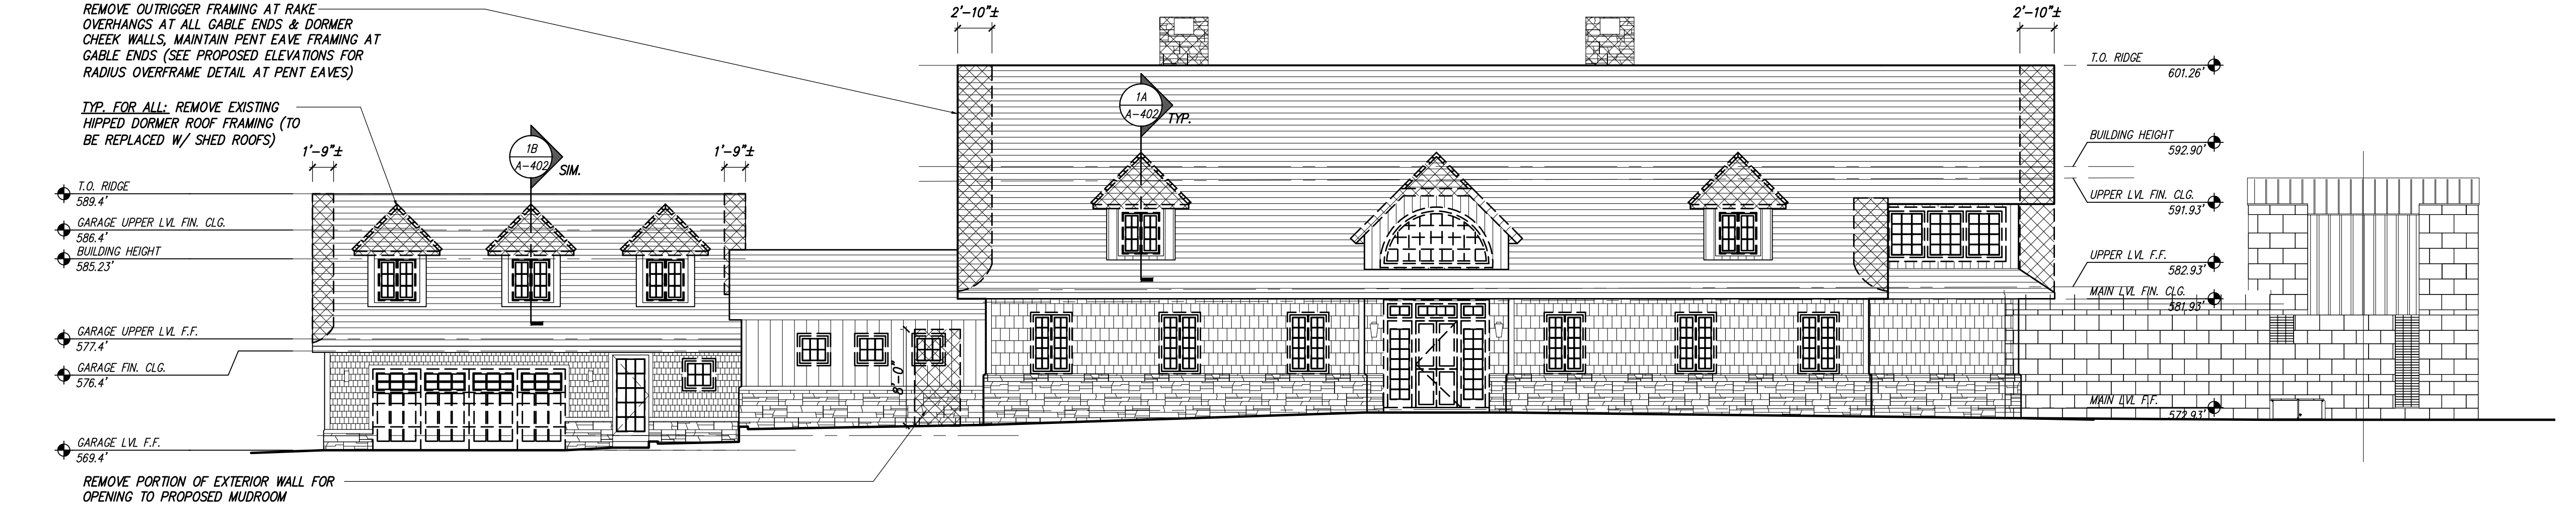 REMOVE OUTRIGGER FRAMING AT RAKE
OVERHANGS AT ALL GABLE ENDS & DORMER
CHEEK WALLS, MAINTAIN PENT EAVE FRAMING AT
GABLE ENDS (SEE PROPOSED ELEVATIONS FOR
RADIUS OVERFRAME DETAIL AT PENT EAVES)
TYP. FOR ALL: REMOVE EXISTING
HIPPED DORMER ROOF FRAMING (TO
BE REPLACED W/ SHED ROOFS)
1'-9"±
1B
A-402
SIM.
1'-9"±
2'-10"±
1A
A-402
TYP.
2'-10"±
T.O. RIDGE
589.4'
GARAGE UPPER LVL FIN. CLG.
586.4'
BUILDING HEIGHT
585.23'
GARAGE UPPER LVL F.F.
577.4'
GARAGE FIN. CLG.
576.4'
GARAGE LVL F.F.
569.4'
8'-0"
REMOVE PORTION OF EXTERIOR WALL FOR
OPENING TO PROPOSED MUDROOM
T.O. RIDGE
601.26'
BUILDING HEIGHT
592.90'
UPPER LVL FIN. CLG.
591.93'
UPPER LVL F.F.
582.93'
MAIN LVL FIN. CLG.
581.93'
MAIN LVL F.F.
572.93'